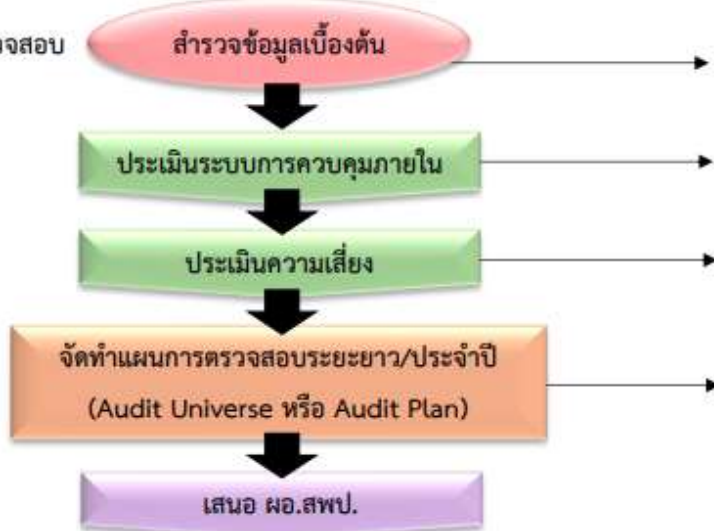 สำรวจข้อมูลเบื้องต้น
ประเมินระบบการควบคุมภายใน
ประเมินความเสี่ยง
จัดทำแผนการตรวจสอบระยะยาว/ประจำปี
(Audit Universe หรือ Audit Plan)
เสนอ ผอ.สพป.